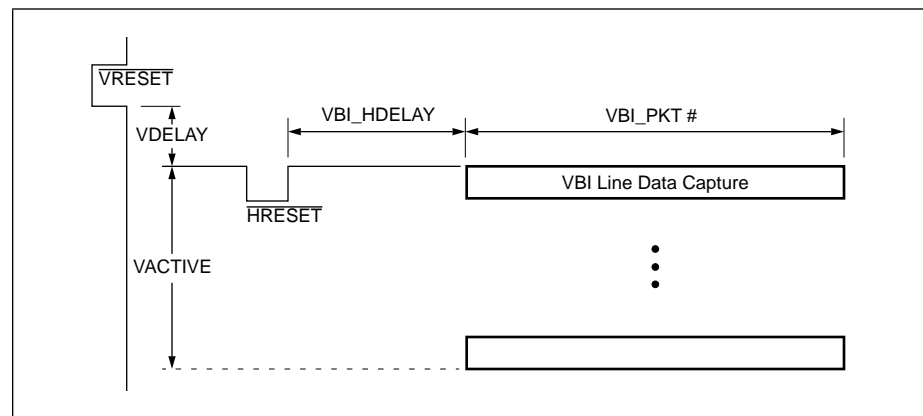 VRESET
VBI_HDELAY
VBI_PKT #
VDELAY
VBI Line Data Capture
HRESET
VACTIVE